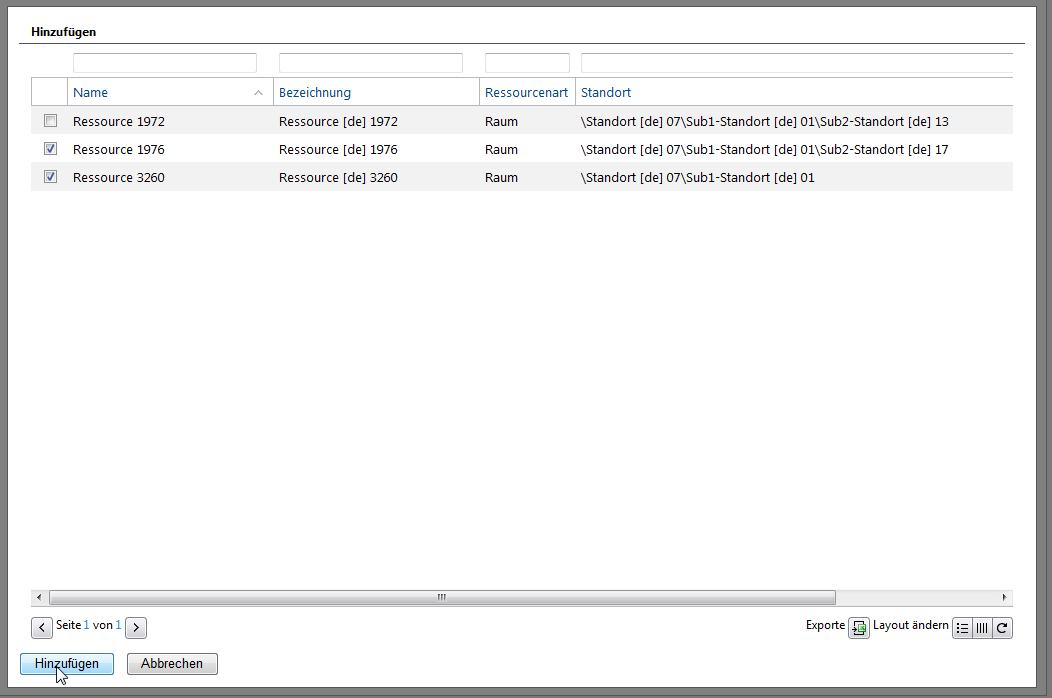 Hinzufügen
Name Bezeichnung Ressourcenart Standort
Ressource 1972 Ressource [de] 1972 Raum \Standort [de] 07\Sub1-Standort [de] 01\Sub2-Standort [de] 13
Ressource 1976 Ressource [de] 1976 Raum \Standort [de] 07\Sub1-Standort [de] 01\Sub2-Standort [de] 17
Ressource 3260 Ressource [de] 3260 Raum \Standort [de] 07\Sub1-Standort [de] 01
Seite 1 von 1 Exporte Layout ändern
Hinzufügen Abbrechen